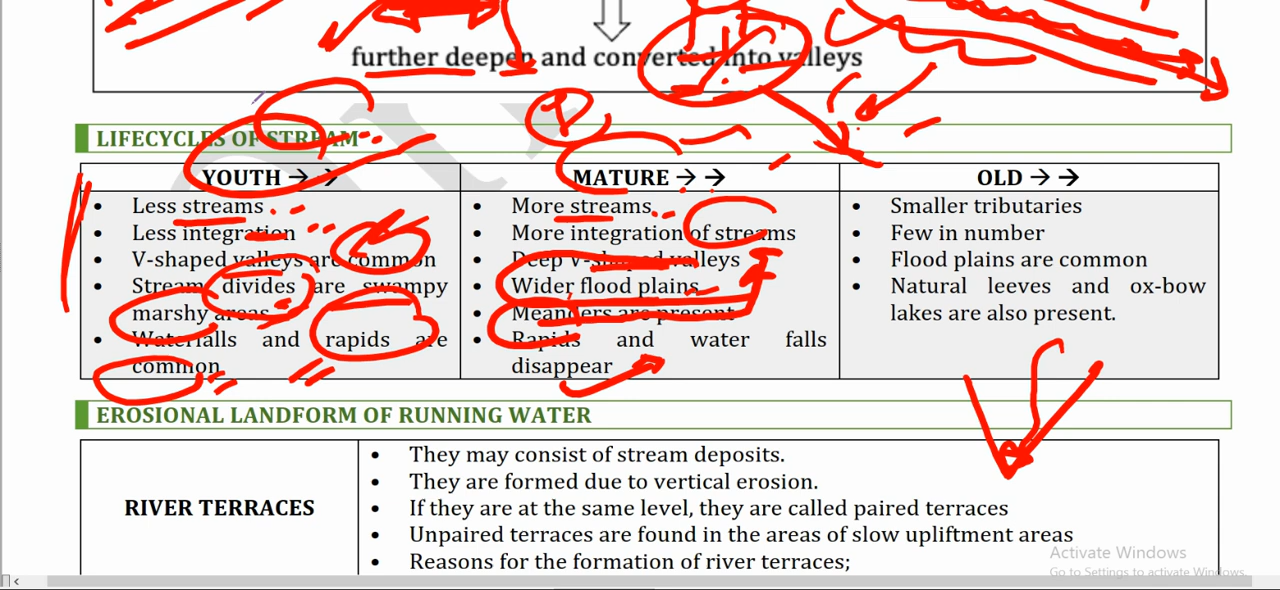 further deepen and converted into valleys
LIFECYCLES OF STREAM
YOUTH → →
• Less streams
• Less integration
• V-shaped valleys are common
• Stream divides are swampy
marshy areas
• Waterfalls and rapids are
common
MATURE → →
• More streams
• More integration of streams
• Deep V-shaped valleys
• Wider flood plains
• Meanders are present
• Rapids and water falls
disappear
OLD → →
• Smaller tributaries
• Few in number
• Flood plains are common
• Natural leeves and ox-bow
lakes are also present.
EROSIONAL LANDFORM OF RUNNING WATER
RIVER TERRACES
• They may consist of stream deposits.
• They are formed due to vertical erosion.
• If they are at the same level, they are called paired terraces
• Unpaired terraces are found in the areas of slow upliftment areas
• Reasons for the formation of river terraces;
Activate Windows
Go to Settings to activate Windows.